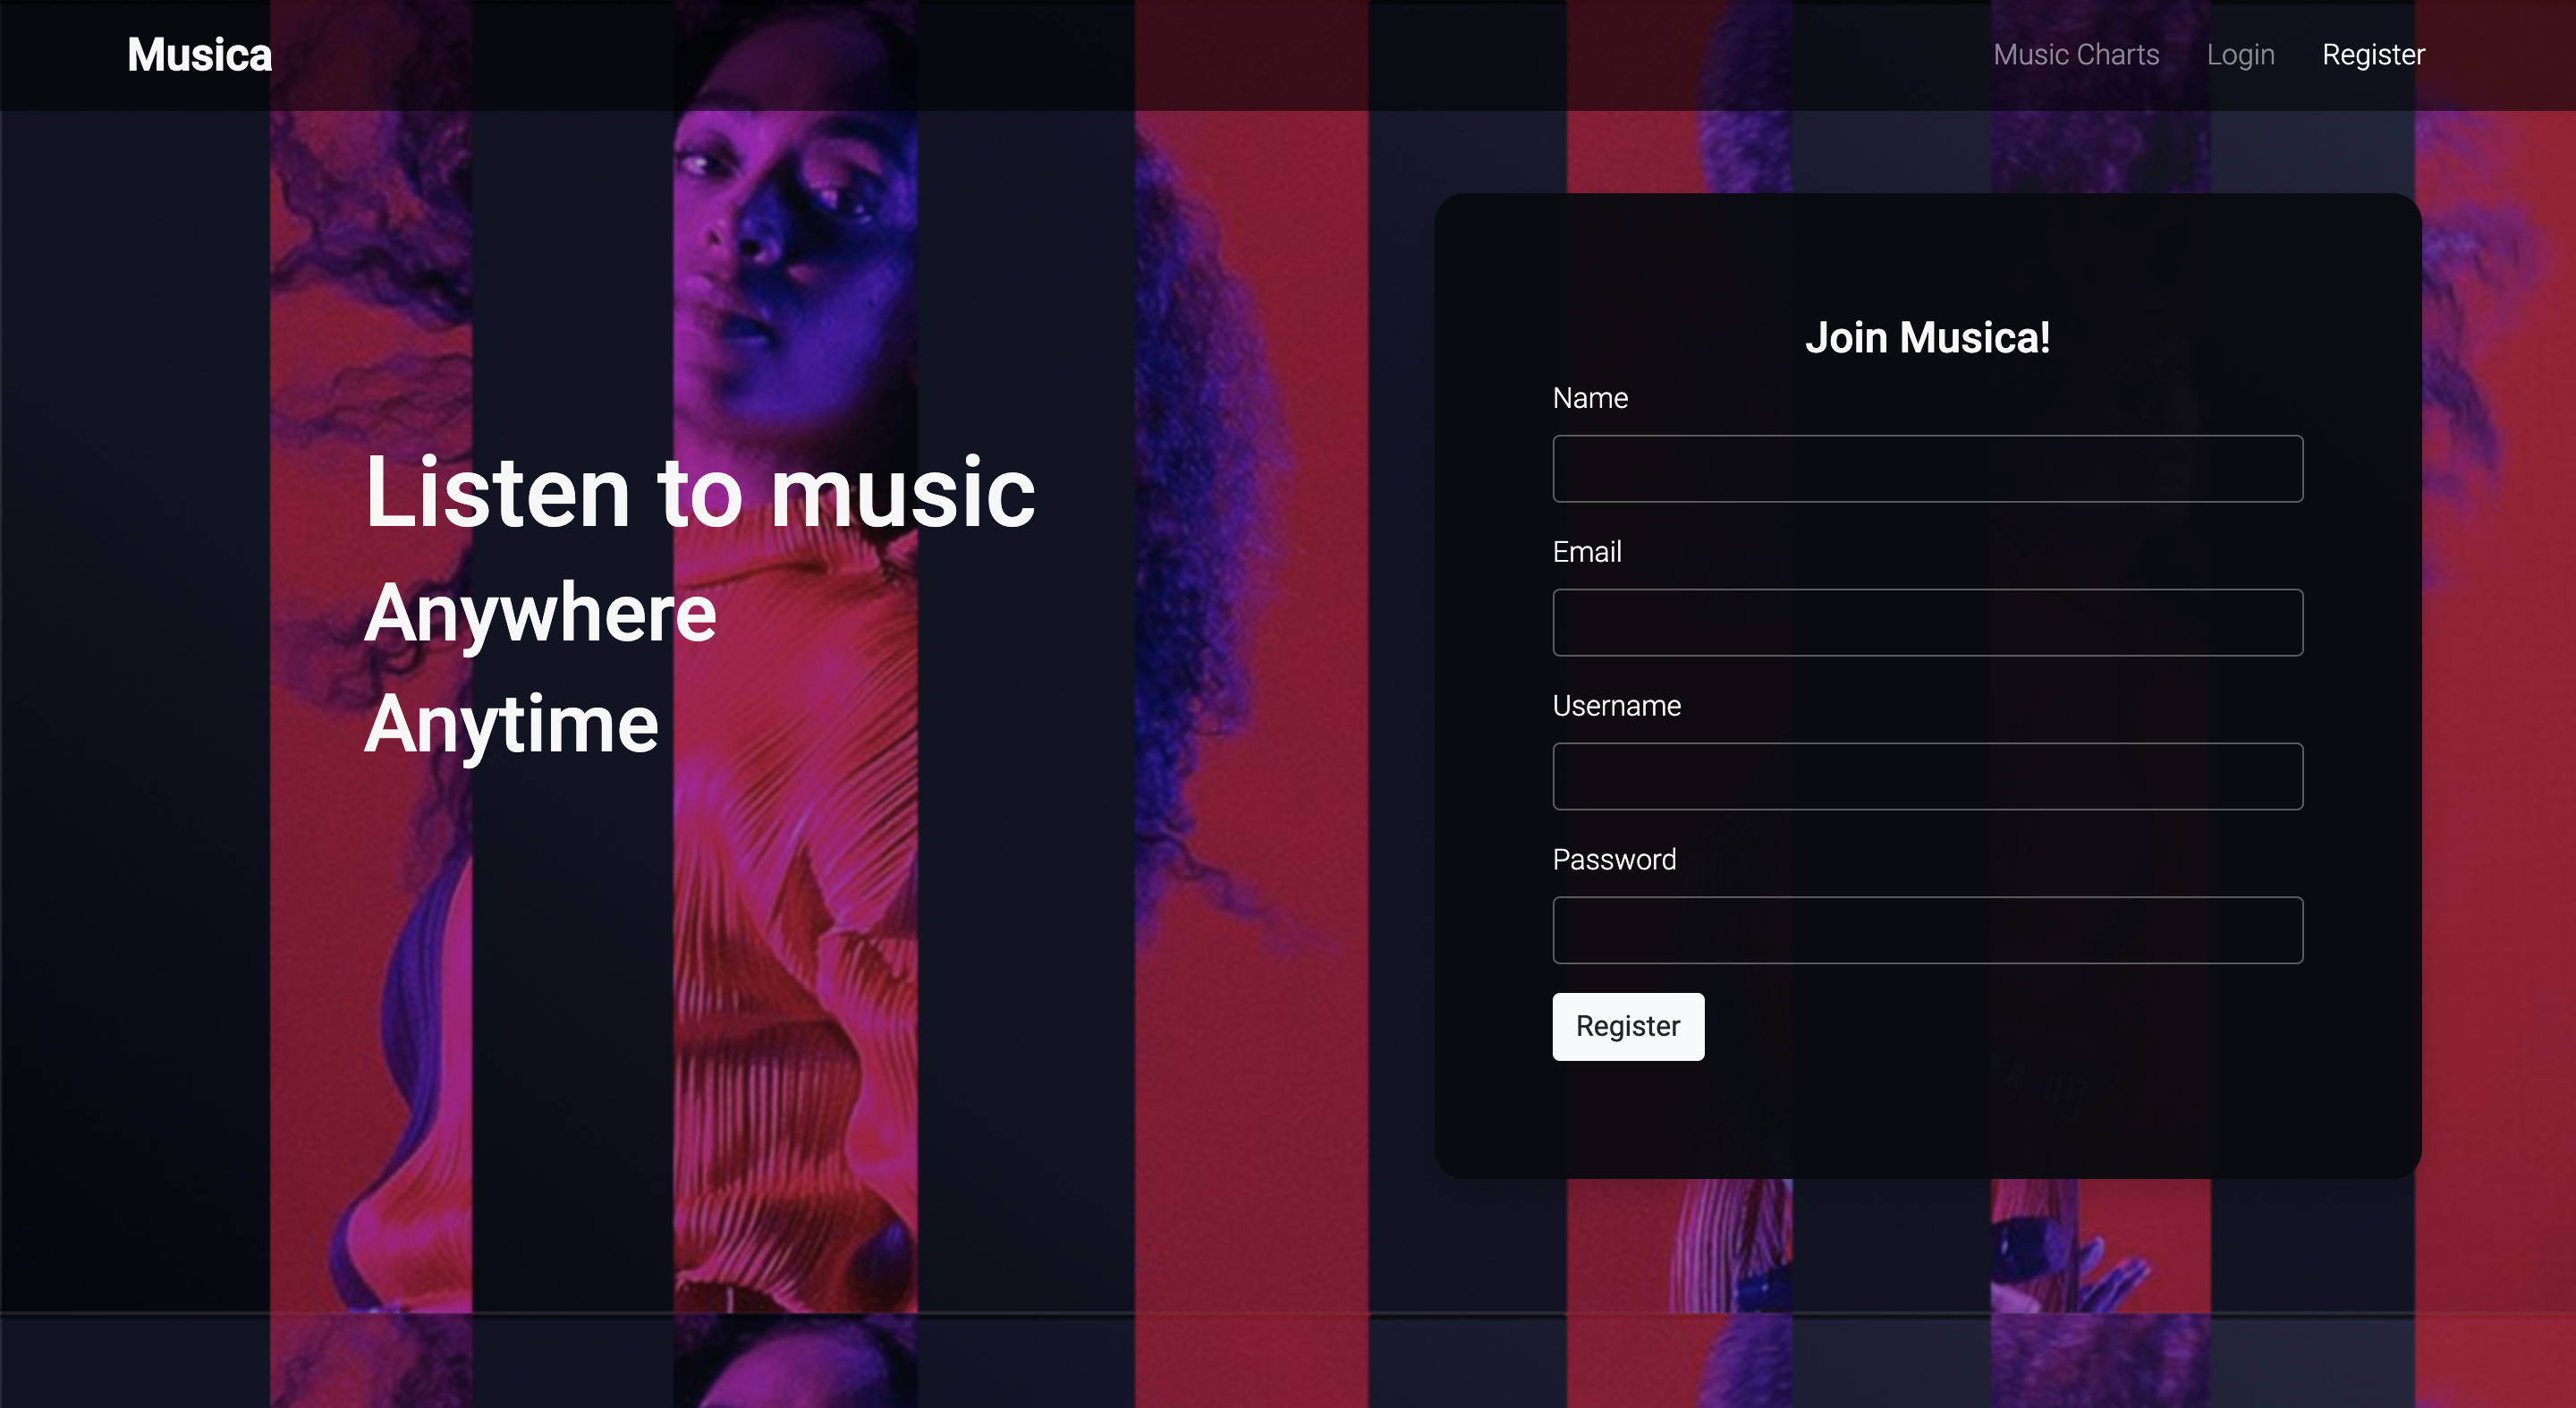 Musica
Music Charts Login Register
Listen to music
Anywhere
Anytime
Join Musica!
Name
Email
Username
Password
Register